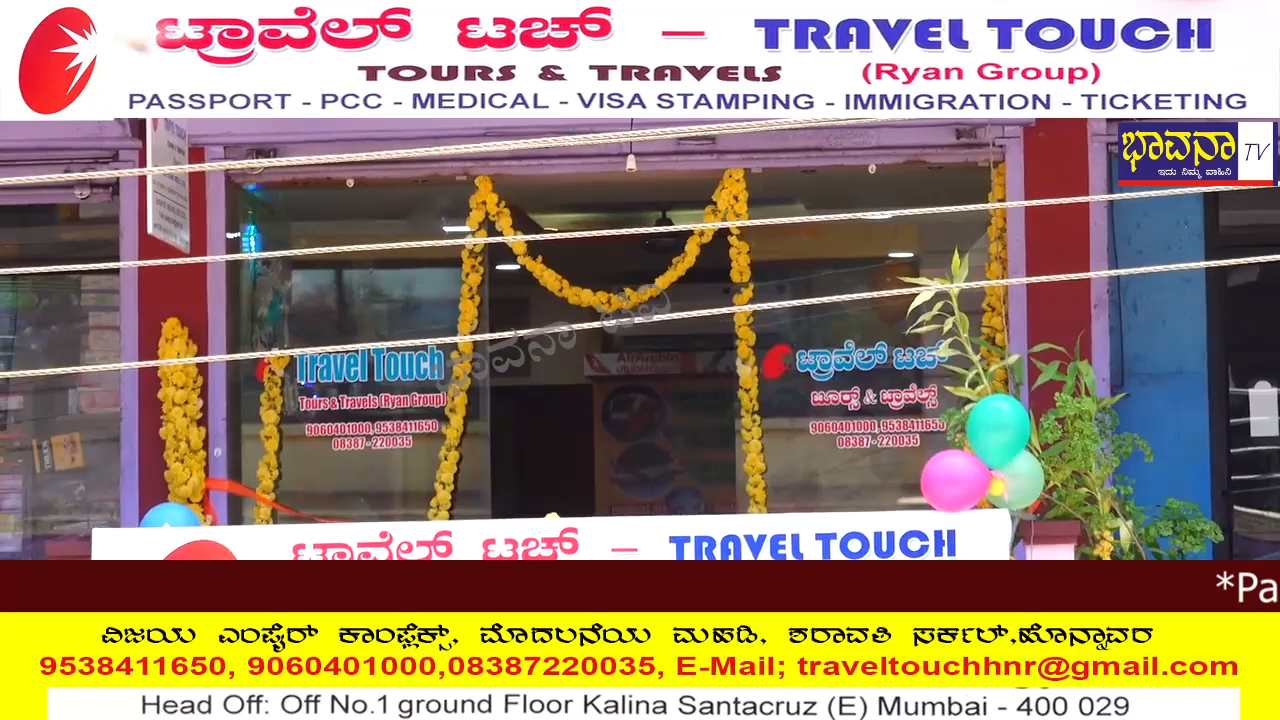 ಟ್ರಾವೆಲ್ ಟಚ್ – TRAVEL TOUCH
TOURS & TRAVELS (Ryan Group)
PASSPORT - PCC - MEDICAL - VISA STAMPING - IMMIGRATION - TICKETING
ಭಾವನಾ TV
ಇದು ನಿಮ್ಮ ವಾಹಿನಿ
ಭಾವನಾ ಟಿವಿ
AirArabia
Travel Touch
Tours & Travels (Ryan Group)
9060401000, 9538411650
08387 - 220035
ಟ್ರಾವೆಲ್ ಟಚ್
ಟೂರ್‍ಸ್ & ಟ್ರಾವೆಲ್ಸ್
9060401000, 9538411650
08387 - 220035
ಟ್ರಾವೆಲ್ ಟಚ್ – TRAVEL TOUCH
*Pa
ವಿಜಯ ಎಂಪೈರ್ ಕಾಂಪ್ಲೆಕ್ಸ್, ಮೊದಲನೆಯ ಮಹಡಿ, ಶರಾವತಿ ಸರ್ಕಲ್,ಹೊನ್ನಾವರ
9538411650, 9060401000,08387220035, E-Mail; traveltouchhnr@gmail.com
Head Off: Off No.1 ground Floor Kalina Santacruz (E) Mumbai - 400 029